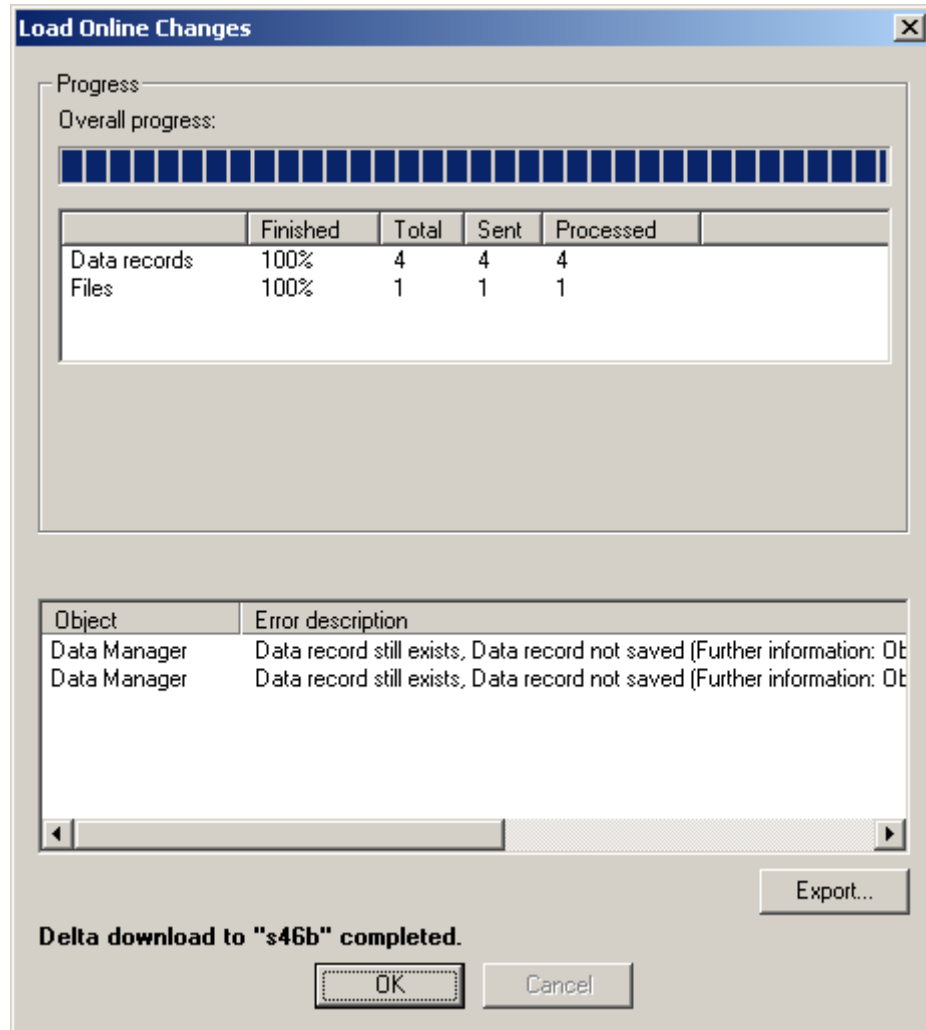 Load Online Changes
Progress
Overall progress:
Finished Total Sent Processed
Data records 100% 4 4 4
Files 100% 1 1 1
Object Error description
Data Manager Data record still exists, Data record not saved (Further information: Ob
Data Manager Data record still exists, Data record not saved (Further information: Ob
Export...
Delta download to "s46b" completed.
OK Cancel